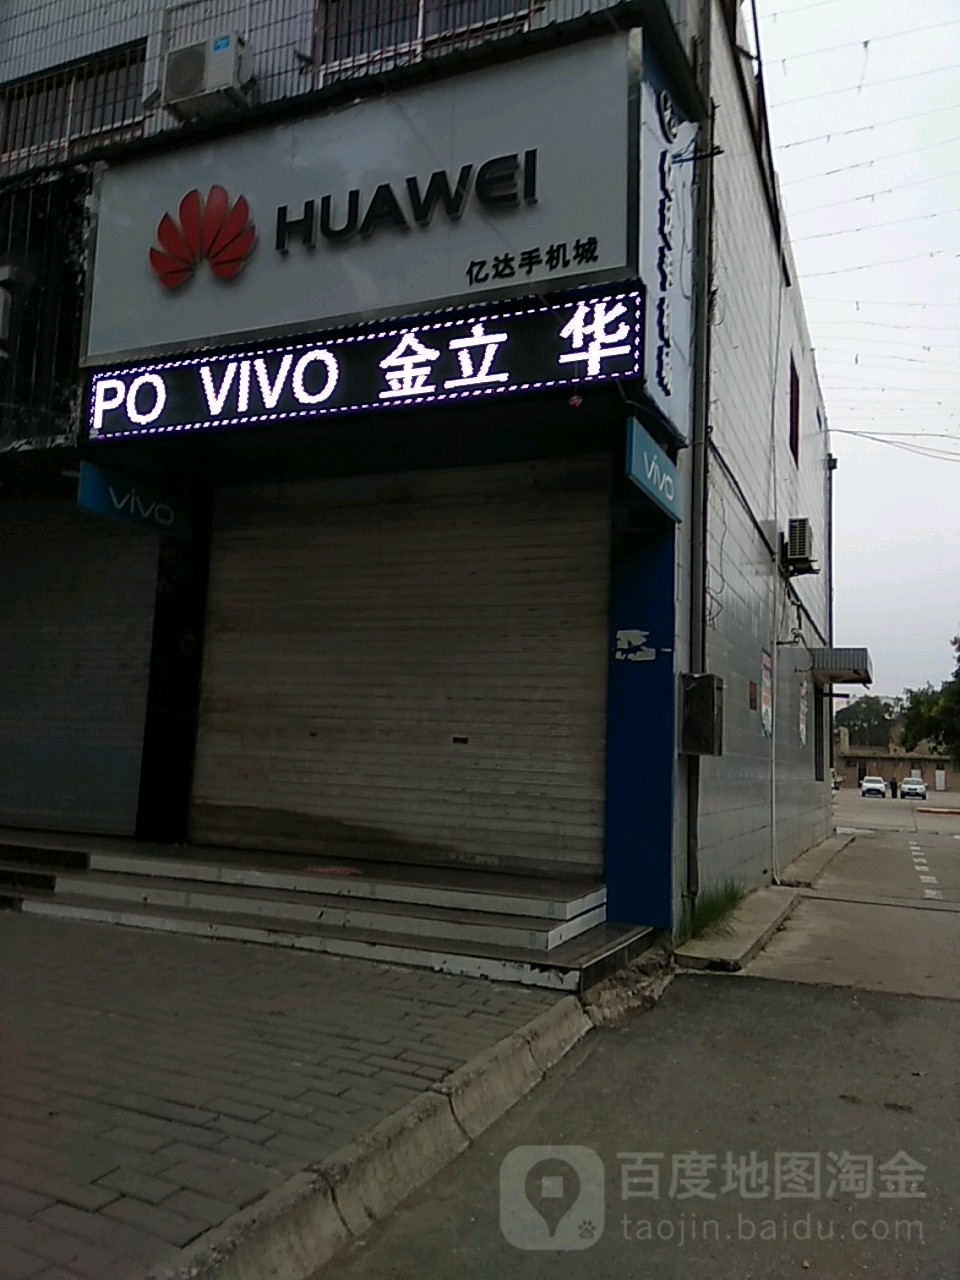 HUAWEI
亿达手机城
PO VIVO 金立 华
vivo
vivo
百度地图淘金
taojin.baidu.com